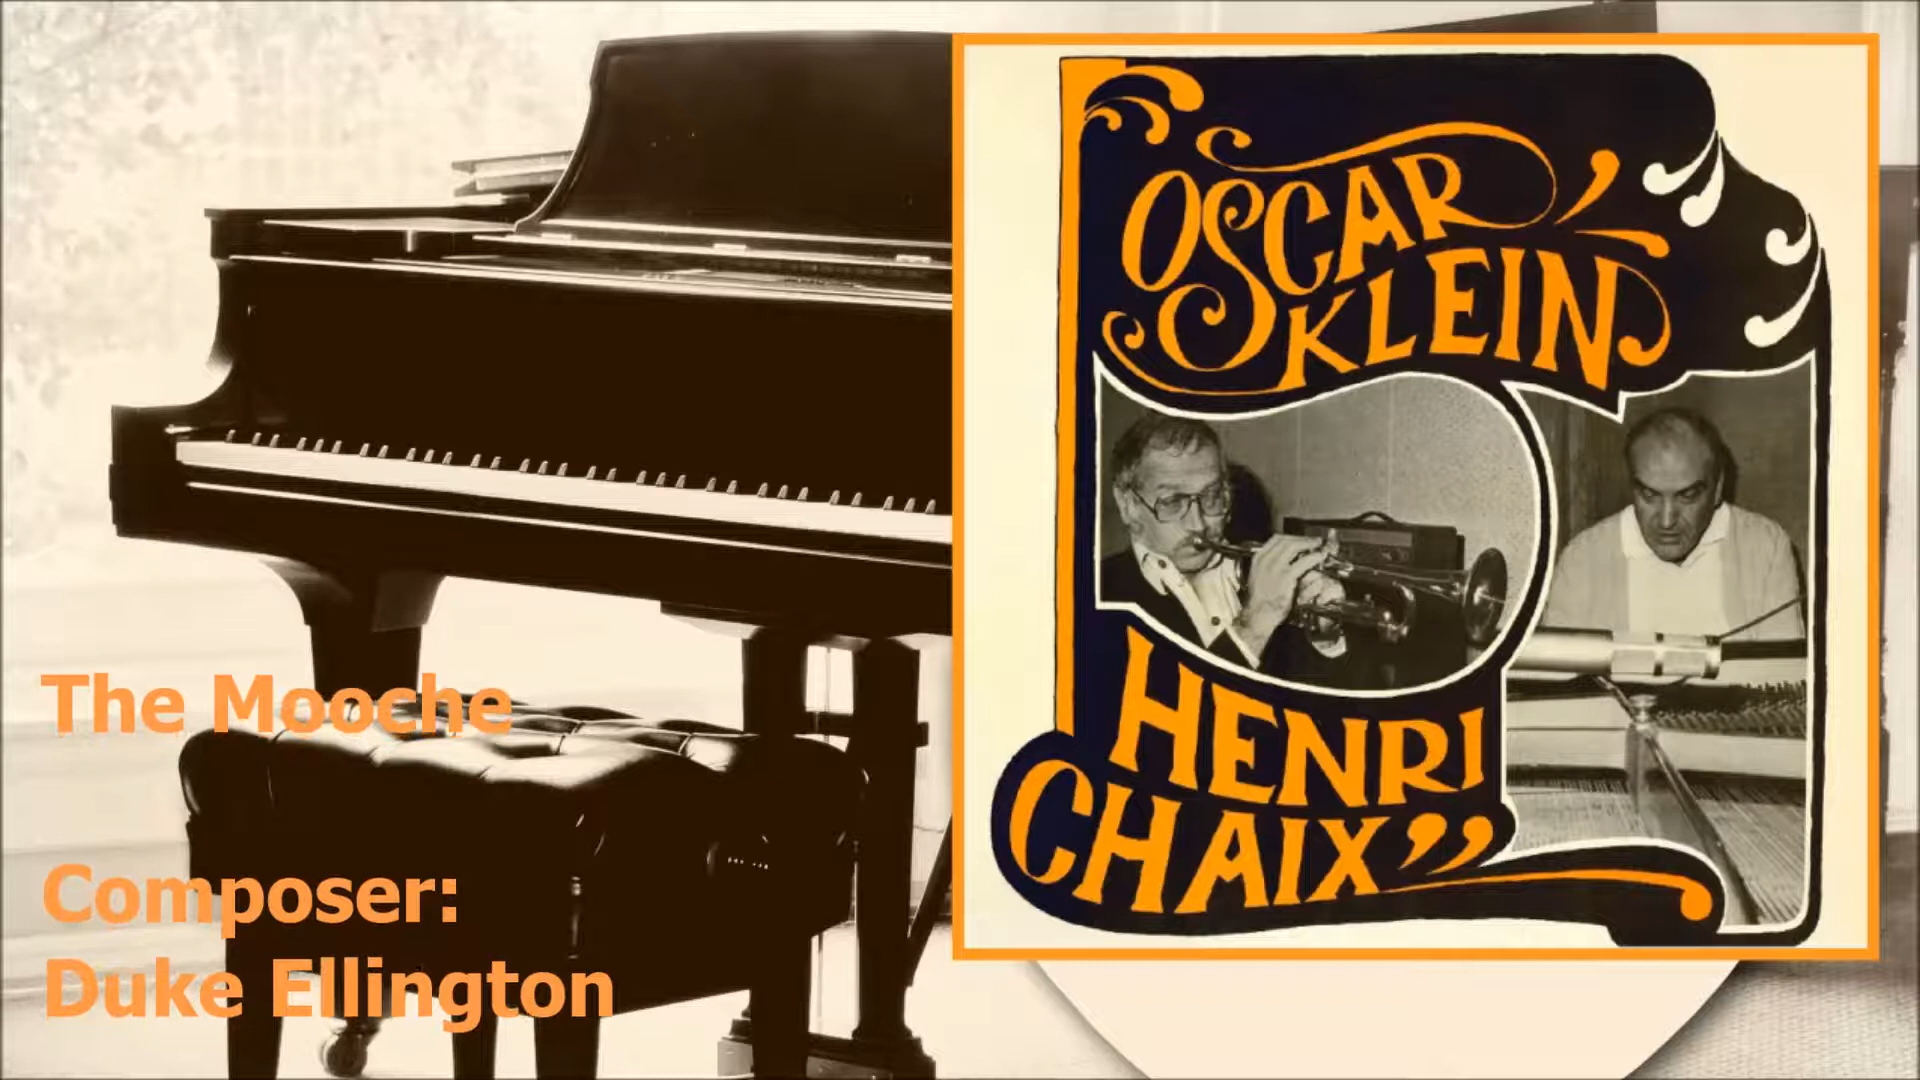 The Mooche
Composer:
Duke Ellington
OSCAR
KLEIN
HENRI
CHAIX